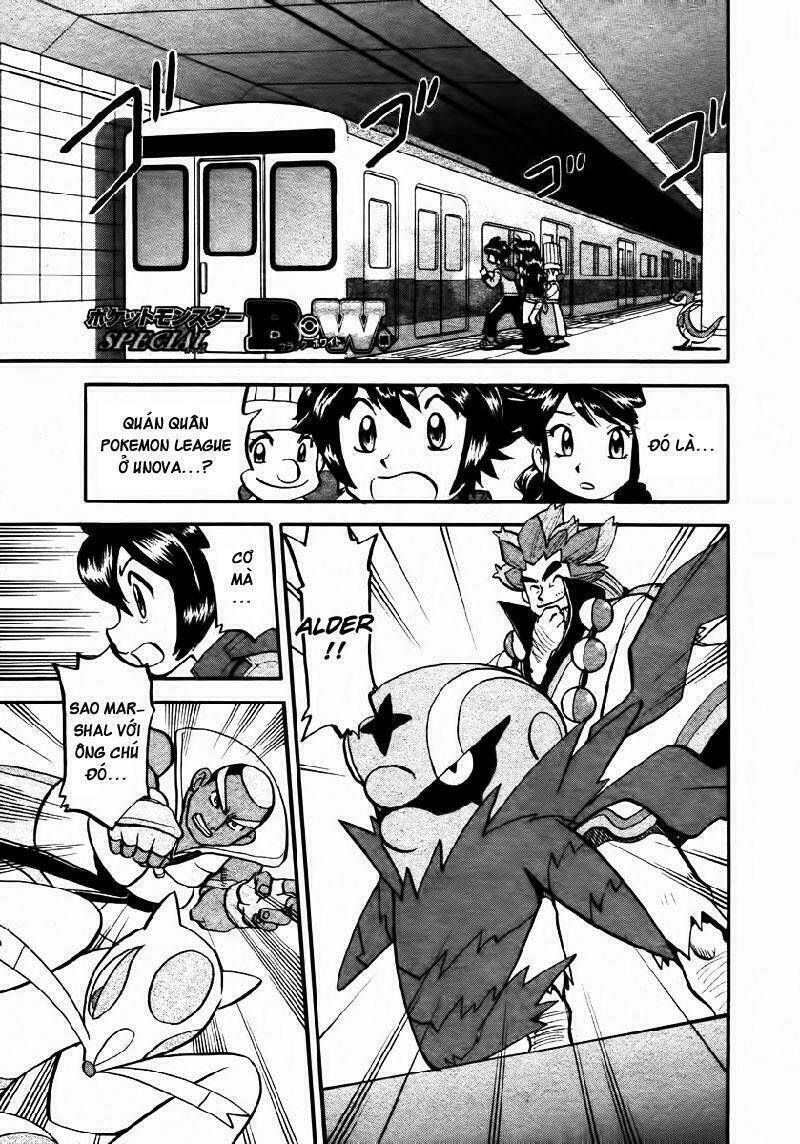 ゴゴゴゴ
ポケットモンスター
SPECIAL
B・W
ブラック・ホワイト
編
QUÁN QUÂN
POKEMON LEAGUE
Ở UNOVA...?
ĐÓ LÀ...
ALDER
!!
CƠ
MÀ
...
SAO MAR-
SHAL VỚI
ÔNG CHÚ
ĐÓ...